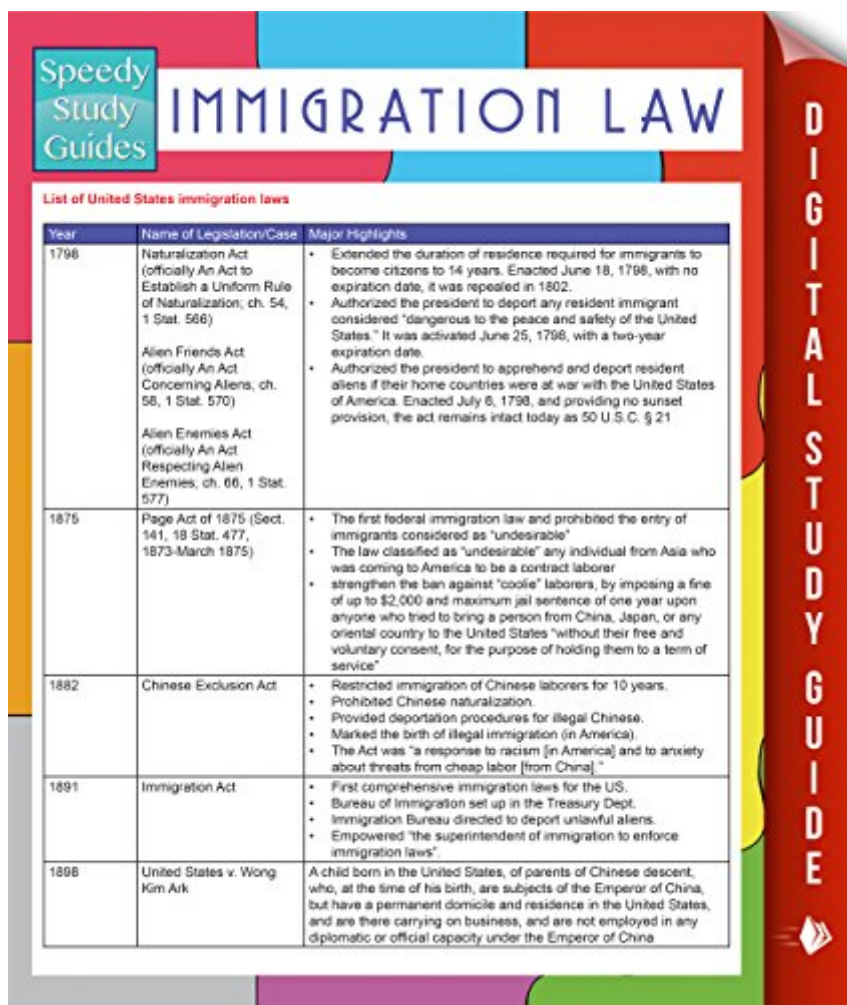 Speedy
Study
Guides
IMMIGRATION LAW
List of United States immigration laws
Year
Name of Legislation/Case
Major Highlights
1798
Naturalization Act
(officially An Act to
Establish a Uniform Rule
of Naturalization; ch. 54,
1 Stat. 566)
Alien Friends Act
(officially An Act
Concerning Aliens; ch.
58, 1 Stat. 570)
Alien Enemies Act
(officially An Act
Respecting Alien
Enemies; ch. 66, 1 Stat.
577)
• Extended the duration of residence required for immigrants to
become citizens to 14 years. Enacted June 18, 1798, with no
expiration date, it was repealed in 1802.
• Authorized the president to deport any resident immigrant
considered "dangerous to the peace and safety of the United
States." It was activated June 25, 1798, with a two-year
expiration date.
• Authorized the president to apprehend and deport resident
aliens if their home countries were at war with the United States
of America. Enacted July 6, 1798, and providing no sunset
provision, the act remains intact today as 50 U.S.C. § 21
1875
Page Act of 1875 (Sect.
141, 18 Stat. 477,
1873-March 1875)
• The first federal immigration law and prohibited the entry of
immigrants considered as "undesirable"
• The law classified as "undesirable" any individual from Asia who
was coming to America to be a contract laborer
• strengthen the ban against "coolie" laborers, by imposing a fine
of up to $2,000 and maximum jail sentence of one year upon
anyone who tried to bring a person from China, Japan, or any
oriental country to the United States "without their free and
voluntary consent, for the purpose of holding them to a term of
service"
1882
Chinese Exclusion Act
• Restricted immigration of Chinese laborers for 10 years.
• Prohibited Chinese naturalization.
• Provided deportation procedures for illegal Chinese.
• Marked the birth of illegal immigration (in America).
• The Act was "a response to racism [in America] and to anxiety
about threats from cheap labor [from China]."
1891
Immigration Act
• First comprehensive immigration laws for the US.
• Bureau of Immigration set up in the Treasury Dept.
• Immigration Bureau directed to deport unlawful aliens.
• Empowered "the superintendent of immigration to enforce
immigration laws".
1898
United States v. Wong
Kim Ark
A child born in the United States, of parents of Chinese descent,
who, at the time of his birth, are subjects of the Emperor of China,
but have a permanent domicile and residence in the United States,
and are there carrying on business, and are not employed in any
diplomatic or official capacity under the Emperor of China
DIGITAL STUDY GUIDE